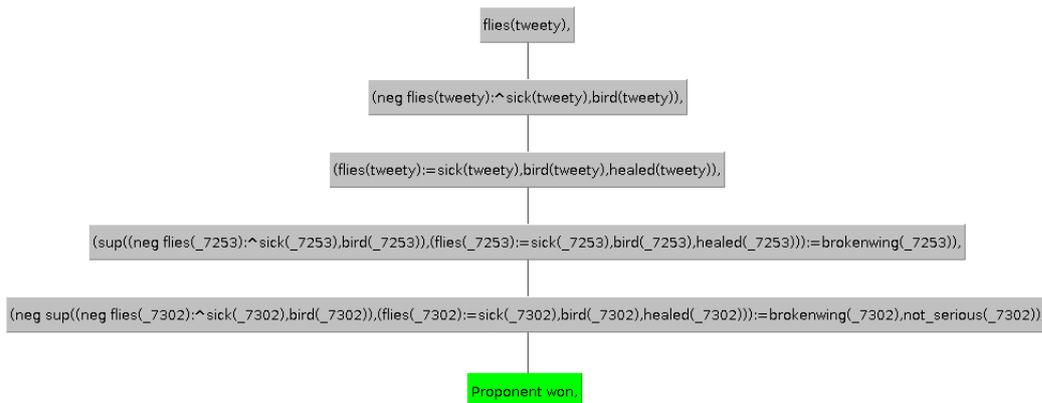 flies(tweety),
(neg flies(tweety):^sick(tweety),bird(tweety)),
(flies(tweety):=sick(tweety),bird(tweety),healed(tweety)),
(sup((neg flies(_7253):^sick(_7253),bird(_7253)),(flies(_7253):=sick(_7253),bird(_7253),healed(_7253))):=brokenwing(_7253)),
(neg sup((neg flies(_7302):^sick(_7302),bird(_7302)),(flies(_7302):=sick(_7302),bird(_7302),healed(_7302))):=brokenwing(_7302),not_serious(_7302))
Proponent won,